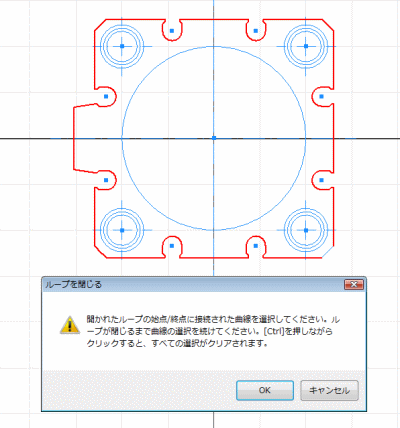 ループを閉じる
開かれたループの始点/終点に接続された曲線を選択してください。ル
ープが閉じるまで曲線の選択を続けてください。[Ctrl]を押しながら
クリックすると、すべての選択がクリアされます。
OK
キャンセル